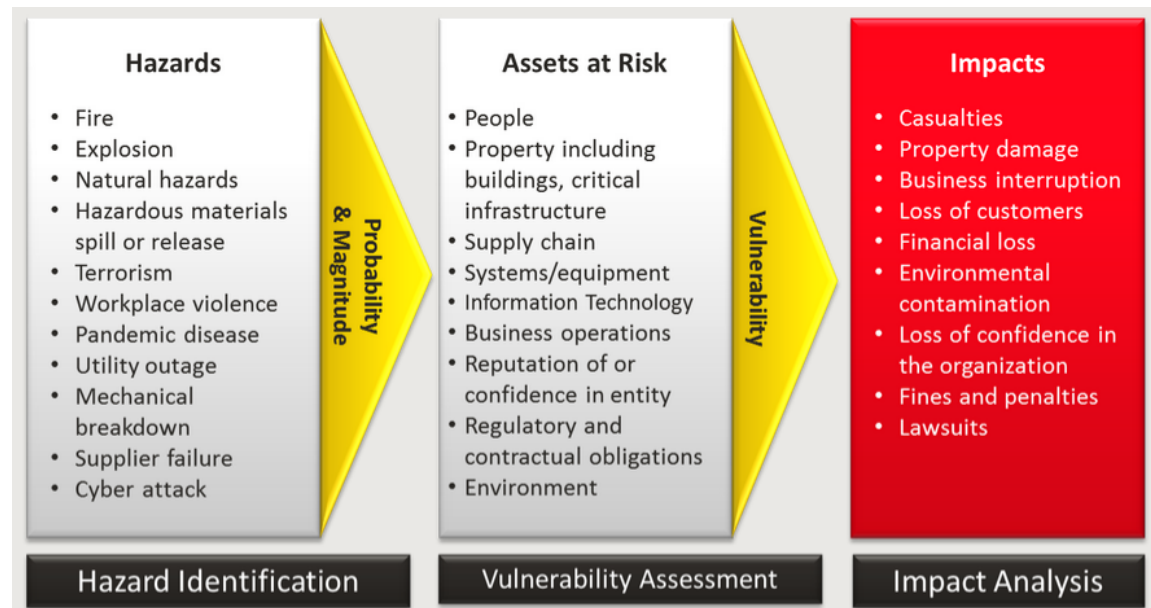 Hazards
• Fire
• Explosion
• Natural hazards
• Hazardous materials
spill or release
• Terrorism
• Workplace violence
• Pandemic disease
• Utility outage
• Mechanical
breakdown
• Supplier failure
• Cyber attack
Probability
& Magnitude
Hazard Identification
Assets at Risk
• People
• Property including
buildings, critical
infrastructure
• Supply chain
• Systems/equipment
• Information Technology
• Business operations
• Reputation of or
confidence in entity
• Regulatory and
contractual obligations
• Environment
Vulnerability
Vulnerability Assessment
Impacts
• Casualties
• Property damage
• Business interruption
• Loss of customers
• Financial loss
• Environmental
contamination
• Loss of confidence in
the organization
• Fines and penalties
• Lawsuits
Impact Analysis